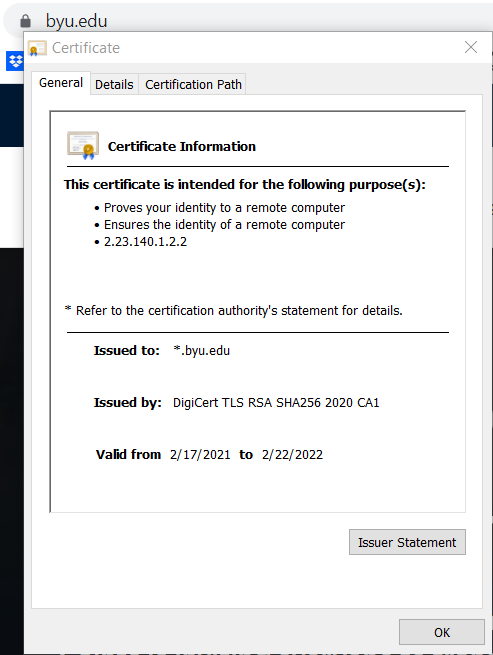 byu.edu
Certificate
General Details Certification Path
Certificate Information
This certificate is intended for the following purpose(s):
• Proves your identity to a remote computer
• Ensures the identity of a remote computer
• 2.23.140.1.2.2
* Refer to the certification authority's statement for details.
Issued to: *.byu.edu
Issued by: DigiCert TLS RSA SHA256 2020 CA1
Valid from 2/17/2021 to 2/22/2022
Issuer Statement
OK